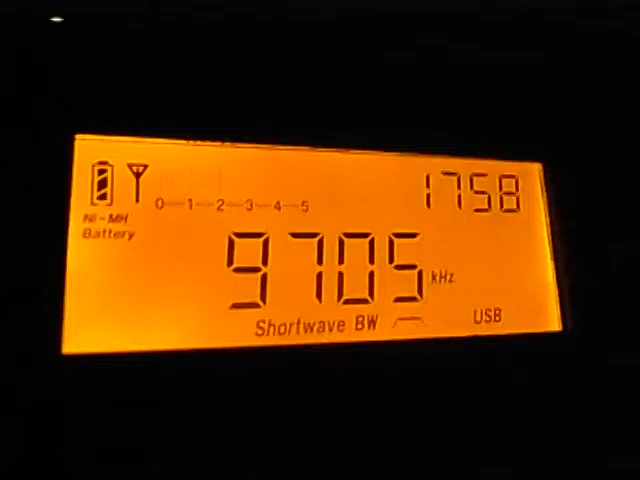 0-1-2-3-4-5
1758
Ni-MH
Battery
9705 kHz
Shortwave BW USB